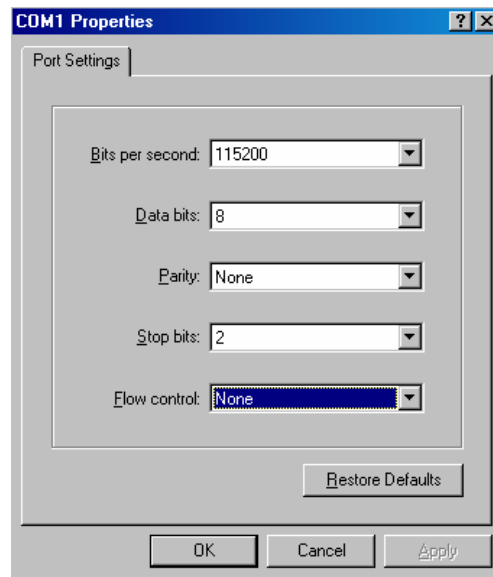 COM1 Properties
Port Settings
Bits per second: 115200
Data bits: 8
Parity: None
Stop bits: 2
Flow control: None
Restore Defaults
OK Cancel Apply